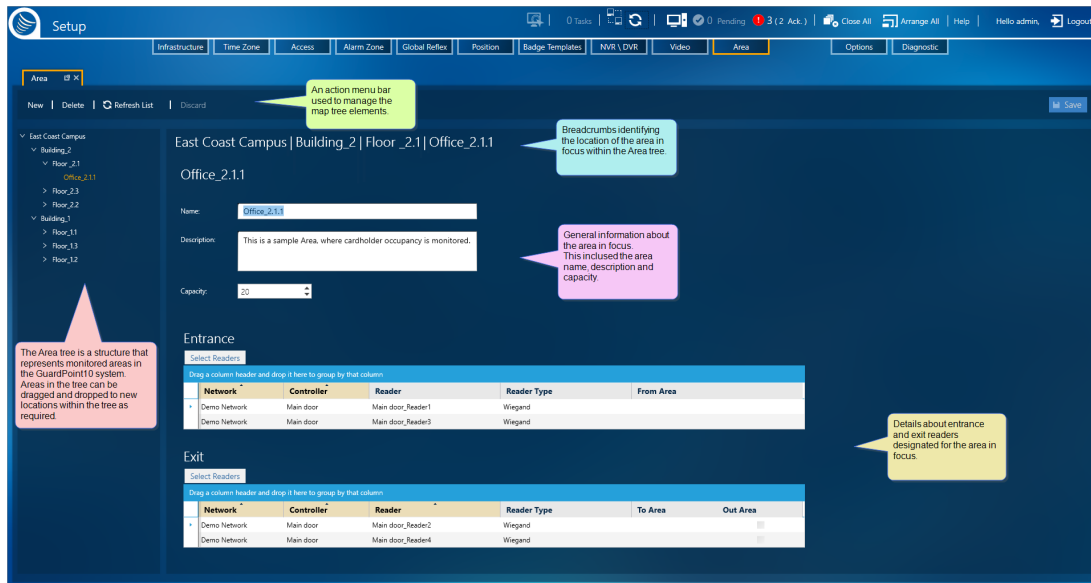 Setup
0 Tasks
0 Pending
3 ( 2 Ack. )
Close All
Arrange All
Help
Hello admin,
Logout
Infrastructure
Time Zone
Access
Alarm Zone
Global Reflex
Position
Badge Templates
NVR \ DVR
Video
Area
Options
Diagnostic
Area
New
Delete
Refresh List
Discard
Save
An action menu bar
used to manage the
map tree elements.
East Coast Campus
Building_2
Floor _2.1
Office_2.1.1
Floor_2.3
Floor_2.2
Building_1
Floor_1.1
Floor_1.3
Floor_1.2
East Coast Campus | Building_2 | Floor _2.1 | Office_2.1.1
Breadcrumbs identifying
the location of the area in
focus within the Area tree.
Office_2.1.1
Name:
Office_2.1.1
Description:
This is a sample Area, where cardholder occupancy is monitored.
General information about
the area in focus.
This inclused the area
name, description and
capacity.
Capacity:
20
The Area tree is a structure that
represents monitored areas in
the GuardPoint10 system.
Areas in the tree can be
dragged and dropped to new
locations within the tree as
required.
Entrance
Select Readers
Drag a column header and drop it here to group by that column
Network Controller Reader Reader Type From Area
Demo Network Main door Main door_Reader1 Wiegand
Demo Network Main door Main door_Reader3 Wiegand
Details about entrance
and exit readers
designated for the area in
focus.
Exit
Select Readers
Drag a column header and drop it here to group by that column
Network Controller Reader Reader Type To Area Out Area
Demo Network Main door Main door_Reader2 Wiegand
Demo Network Main door Main door_Reader4 Wiegand